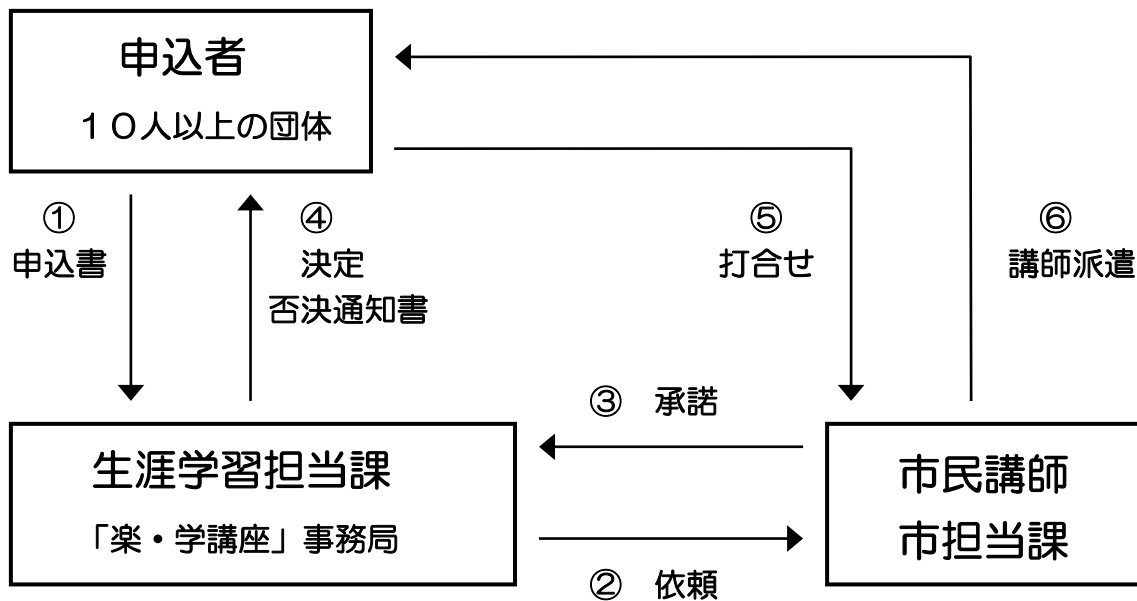 申込者
１０人以上の団体
①
申込書
④
決定
否決通知書
⑤
打合せ
⑥
講師派遣
③　承諾
生涯学習担当課
「楽・学講座」事務局
市民講師
市担当課
②　依頼